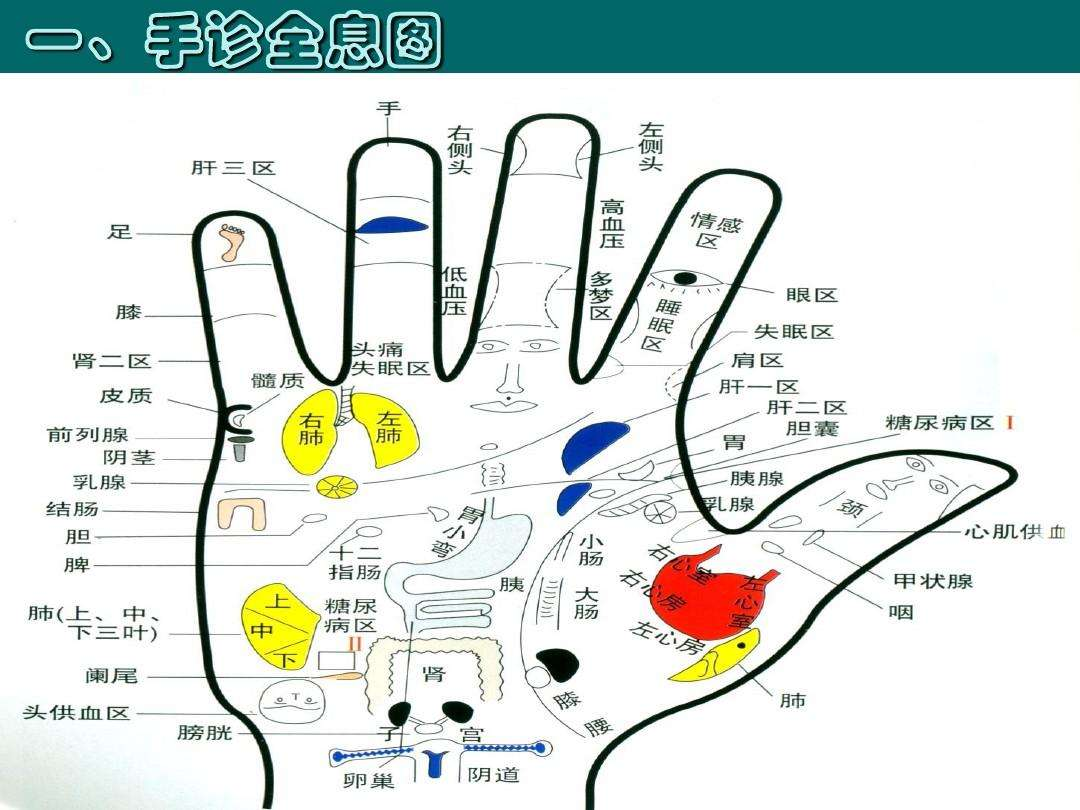 一、手诊全息图
手
右侧头
左侧头
肝三区
高血压
情感区
足
低血压
多梦区
眼区
膝
睡眠区
失眠区
头痛
失眠区
肩区
肾二区
髓质
肝一区
皮质
肝二区
右肺
左肺
胆囊
糖尿病区 I
前列腺
胃
阴茎
乳腺
胰腺
乳腺
颈
结肠
胃小弯
心肌供血
胆
小肠
右心室
脾
十二
指肠
胰
右心房
左心室
甲状腺
大肠
咽
上
中
下
糖尿
病区
II
肺(上、中、
下三叶)
左心房
肾
阑尾
膝
肺
头供血区
T
腰
膀胱
子宫
卵巢
阴道